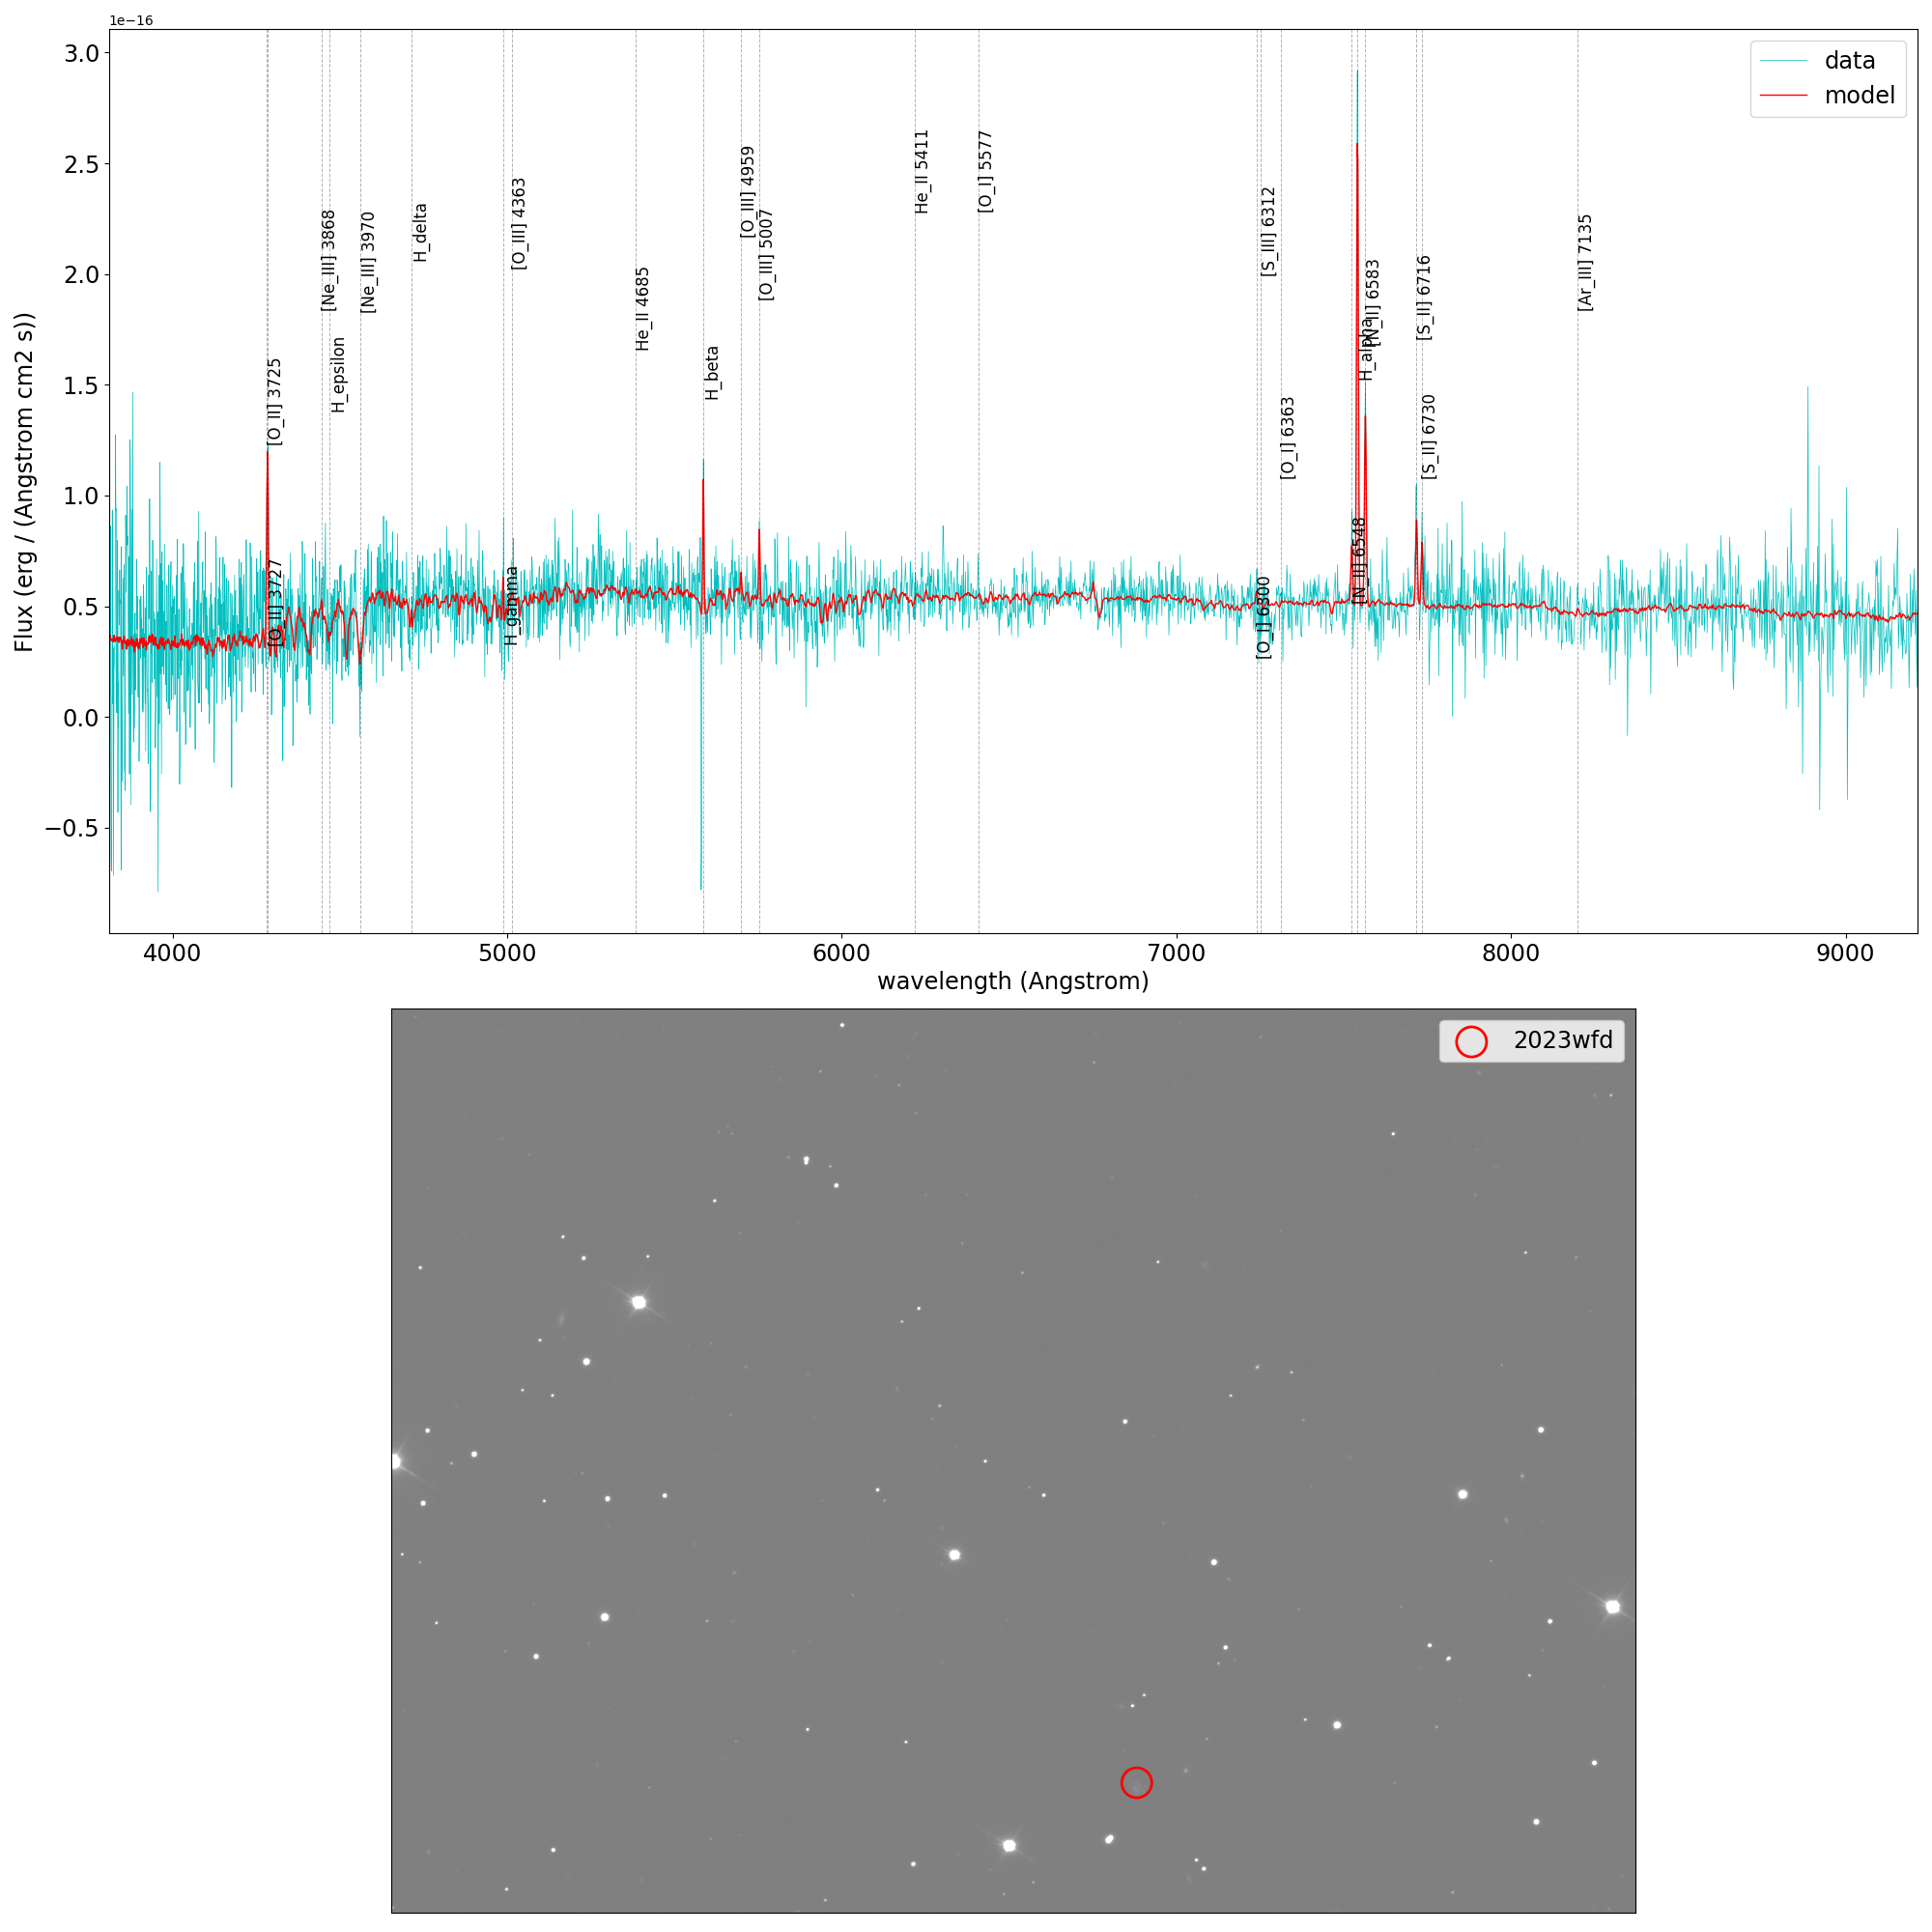 1e−16
3.0
2.5
2.0
1.5
1.0
0.5
0.0
−0.5
Flux (erg / (Angstrom cm2 s))
data
model
[O_II] 3725
[O_II] 3727
[Ne_III] 3868
H_epsilon
[Ne_III] 3970
H_delta
H_gamma
[O_III] 4363
He_II 4685
H_beta
[O_III] 4959
[O_III] 5007
He_II 5411
[O_I] 5577
[O_I] 6300
[S_III] 6312
[O_I] 6363
[N_II] 6548
H_alpha
[N_II] 6583
[S_II] 6716
[S_II] 6730
[Ar_III] 7135
4000
5000
6000
7000
8000
9000
wavelength (Angstrom)
2023wfd